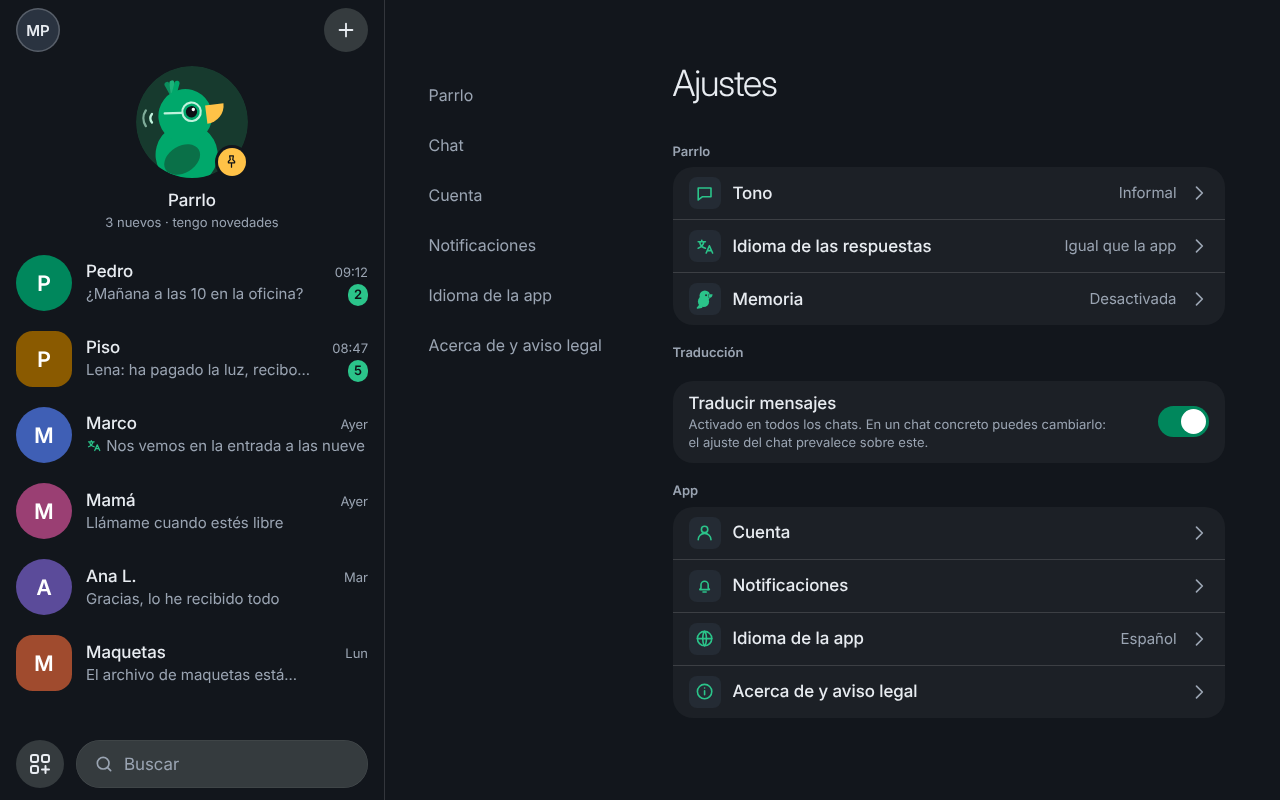 MP
Parrlo
3 nuevos · tengo novedades
Pedro
09:12
¿Mañana a las 10 en la oficina?
2
P
Piso
08:47
Lena: ha pagado la luz, recibo...
5
P
Marco
Ayer
Nos vemos en la entrada a las nueve
M
Mamá
Ayer
Llámame cuando estés libre
M
Ana L.
Mar
Gracias, lo he recibido todo
A
Maquetas
Lun
El archivo de maquetas está...
M
Buscar
Parrlo
Chat
Cuenta
Notificaciones
Idioma de la app
Acerca de y aviso legal
Ajustes
Parrlo
Tono
Informal
Idioma de las respuestas
Igual que la app
Memoria
Desactivada
Traducción
Traducir mensajes
Activado en todos los chats. En un chat concreto puedes cambiarlo:
el ajuste del chat prevalece sobre este.
App
Cuenta
Notificaciones
Idioma de la app
Español
Acerca de y aviso legal